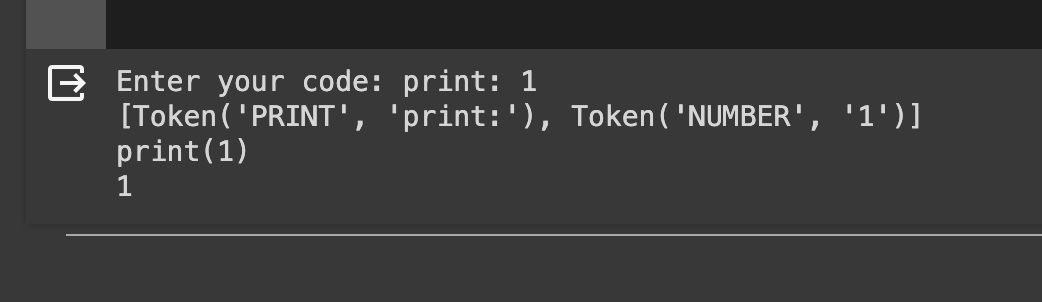 Enter your code: print: 1
[Token('PRINT', 'print:'), Token('NUMBER', '1')]
print(1)
1